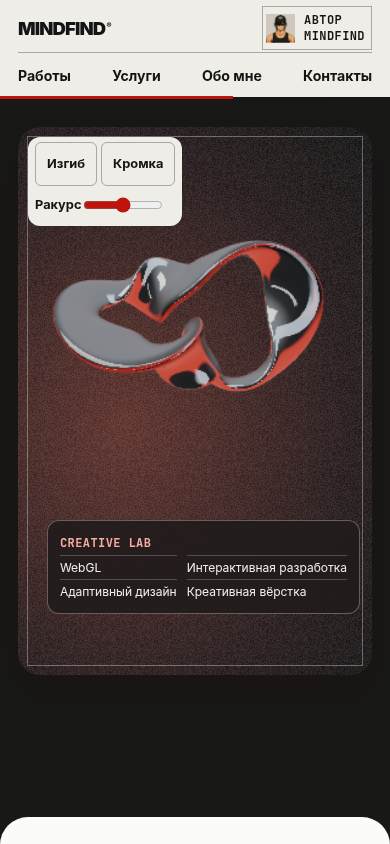 MINDFIND®
АВТОР
MINDFIND
Работы Услуги Обо мне Контакты
Изгиб Кромка
Ракурс
CREATIVE LAB
WebGL Интерактивная разработка
Адаптивный дизайн Креативная вёрстка